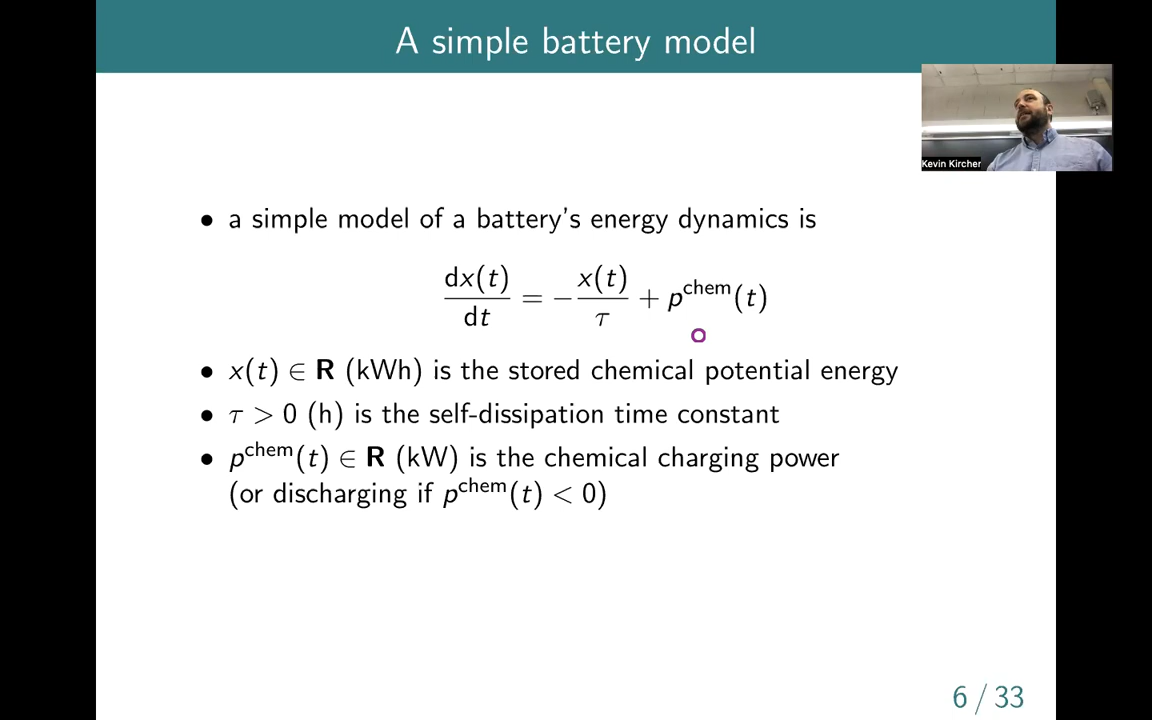 A simple battery model
Kevin Kircher
• a simple model of a battery's energy dynamics is
dx(t)/dt = −x(t)/τ + p^chem(t)
• x(t) ∈ R (kWh) is the stored chemical potential energy
• τ > 0 (h) is the self-dissipation time constant
• p^chem(t) ∈ R (kW) is the chemical charging power
(or discharging if p^chem(t) < 0)
6 / 33